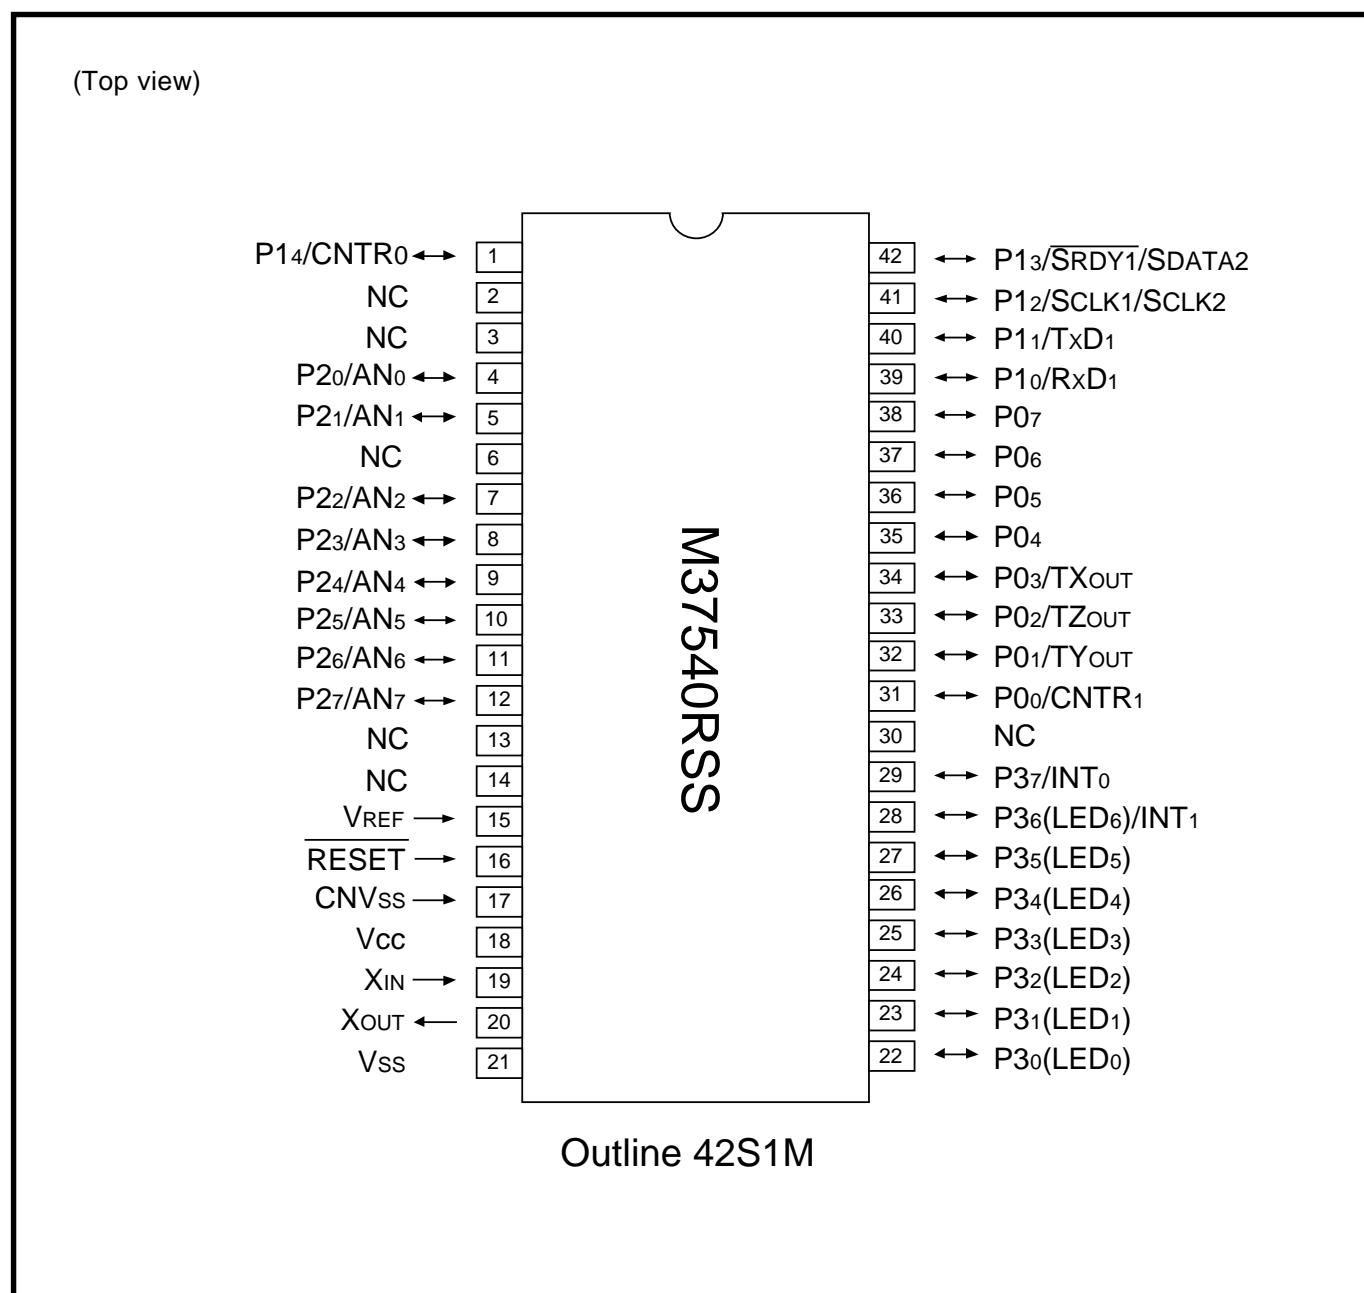 (Top view)
P14/CNTR0 1
NC 2
NC 3
P20/AN0 4
P21/AN1 5
NC 6
P22/AN2 7
P23/AN3 8
P24/AN4 9
P25/AN5 10
P26/AN6 11
P27/AN7 12
NC 13
NC 14
VREF 15
RESET 16
CNVSS 17
Vcc 18
XIN 19
XOUT 20
VSS 21
M37540RSS
42 P13/SRDY1/SDATA2
41 P12/SCLK1/SCLK2
40 P11/TXD1
39 P10/RXD1
38 P07
37 P06
36 P05
35 P04
34 P03/TXOUT
33 P02/TZOUT
32 P01/TYOUT
31 P00/CNTR1
30 NC
29 P37/INT0
28 P36(LED6)/INT1
27 P35(LED5)
26 P34(LED4)
25 P33(LED3)
24 P32(LED2)
23 P31(LED1)
22 P30(LED0)
Outline 42S1M